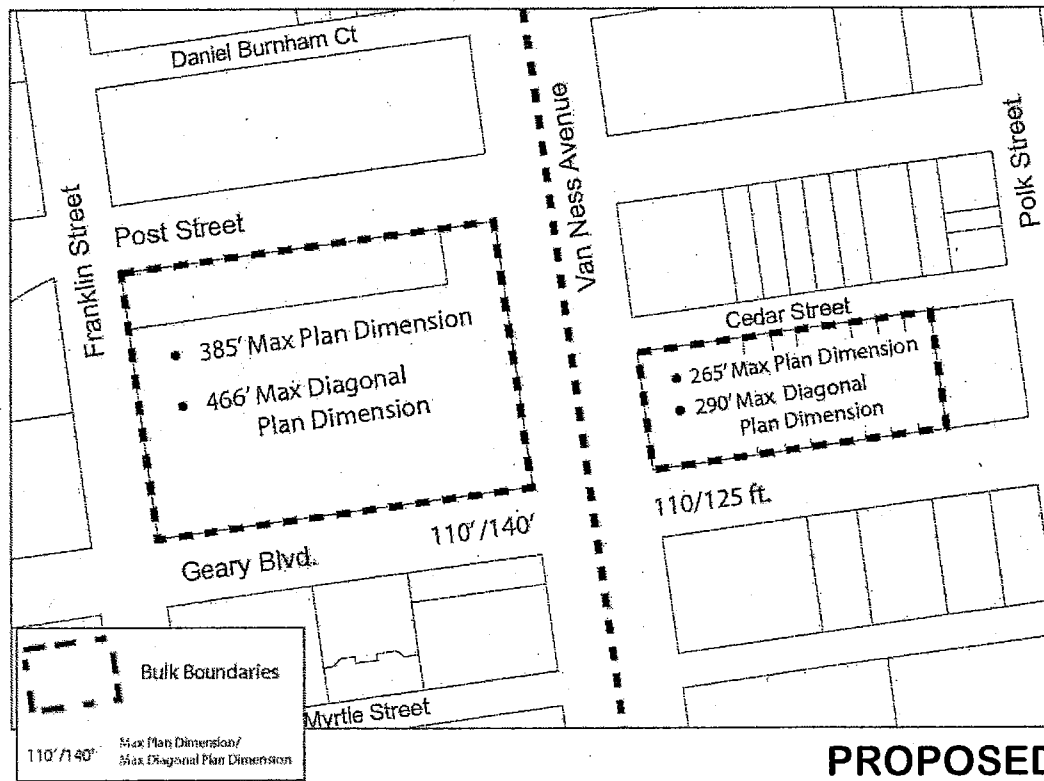 Daniel Burnham Ct
Franklin Street
Post Street
Van Ness Avenue
Polk Street
Cedar Street
• 385' Max Plan Dimension
• 466' Max Diagonal
Plan Dimension
• 265' Max Plan Dimension
• 290' Max Diagonal
Plan Dimension
110'/140'
110/125 ft.
Geary Blvd.
Myrtle Street
Bulk Boundaries
110'/140'
Max Plan Dimension/
Max Diagonal Plan Dimension
PROPOSED